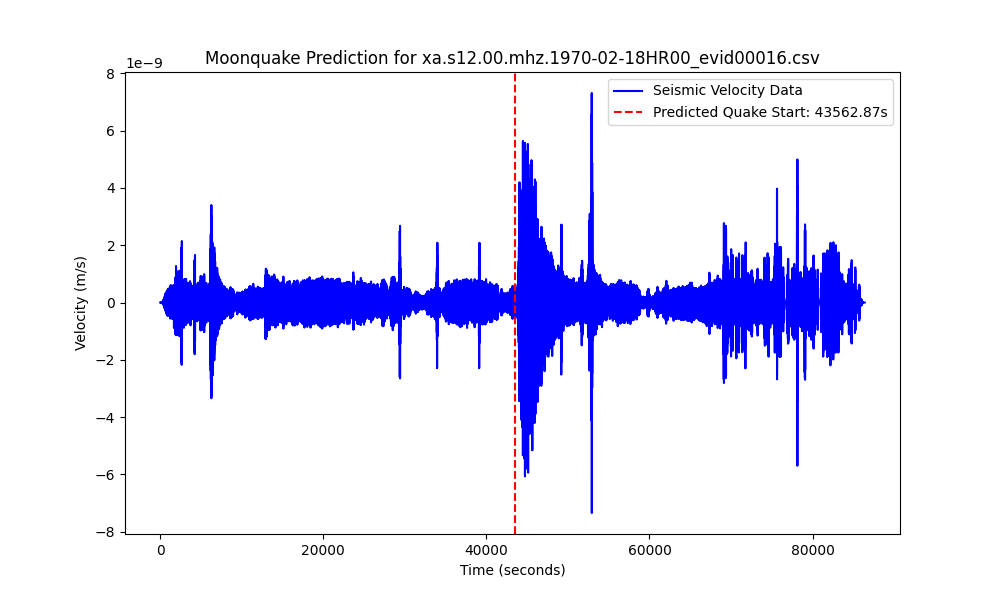 Moonquake Prediction for xa.s12.00.mhz.1970-02-18HR00_evid00016.csv
1e−9
Seismic Velocity Data
Predicted Quake Start: 43562.87s
8
6
4
2
0
−2
−4
−6
−8
Velocity (m/s)
0 20000 40000 60000 80000
Time (seconds)